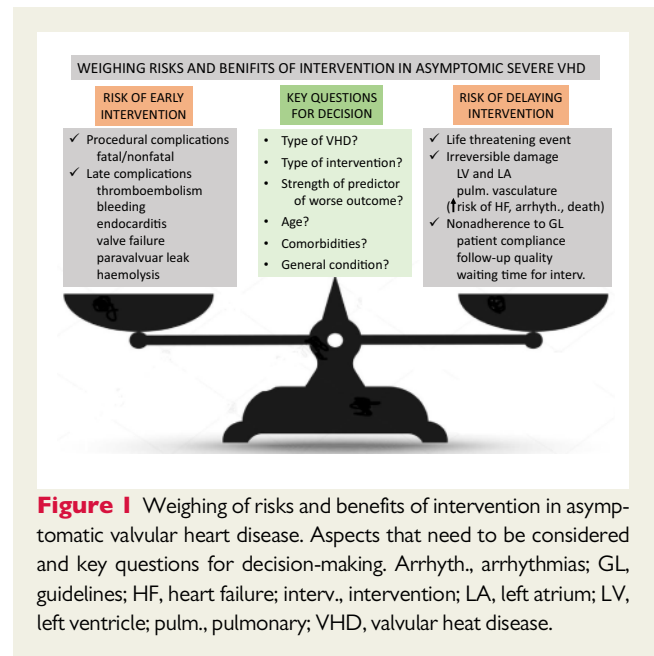 WEIGHING RISKS AND BENIFITS OF INTERVENTION IN ASYMPTOMIC SEVERE VHD
RISK OF EARLY
INTERVENTION
✓ Procedural complications
fatal/nonfatal
✓ Late complications
thromboembolism
bleeding
endocarditis
valve failure
paravalvuar leak
haemolysis
KEY QUESTIONS
FOR DECISION
• Type of VHD?
• Type of intervention?
• Strength of predictor
of worse outcome?
• Age?
• Comorbidities?
• General condition?
RISK OF DELAYING
INTERVENTION
✓ Life threatening event
✓ Irreversible damage
LV and LA
pulm. vasculature
(↑risk of HF, arrhyth., death)
✓ Nonadherence to GL
patient compliance
follow-up quality
waiting time for interv.
Figure 1 Weighing of risks and benefits of intervention in asymp-
tomatic valvular heart disease. Aspects that need to be considered
and key questions for decision-making. Arrhyth., arrhythmias; GL,
guidelines; HF, heart failure; interv., intervention; LA, left atrium; LV,
left ventricle; pulm., pulmonary; VHD, valvular heat disease.